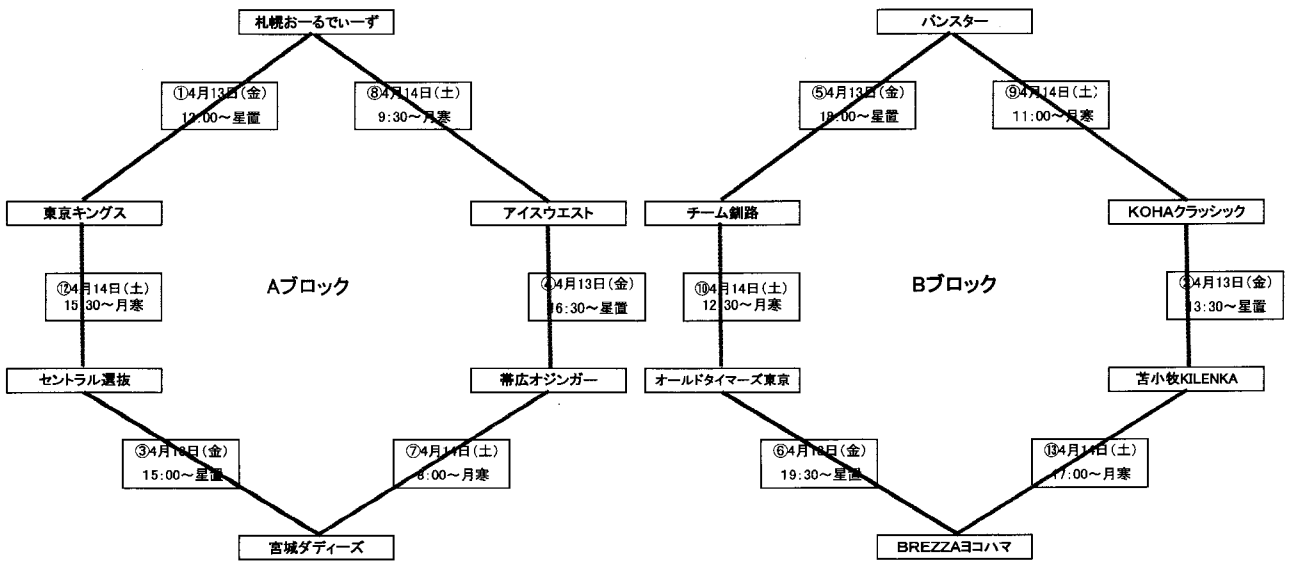 札幌おーるでぃーず
①4月13日(金)
12:00～星置
⑧4月14日(土)
9:30～月寒
東京キングス
アイスウエスト
⑫4月14日(土)
15:30～月寒
Aブロック
④4月13日(金)
16:30～星置
セントラル選抜
帯広オジンガー
③4月13日(金)
15:00～星置
⑦4月14日(土)
8:00～月寒
宮城ダディーズ
バンスター
⑤4月13日(金)
18:00～星置
⑨4月14日(土)
11:00～月寒
チーム釧路
KOHAクラッシック
⑩4月14日(土)
12:30～月寒
Bブロック
②4月13日(金)
13:30～星置
オールドタイマーズ東京
苫小牧KILENKA
⑥4月13日(金)
19:30～星置
⑬4月14日(土)
17:00～月寒
BREZZAヨコハマ